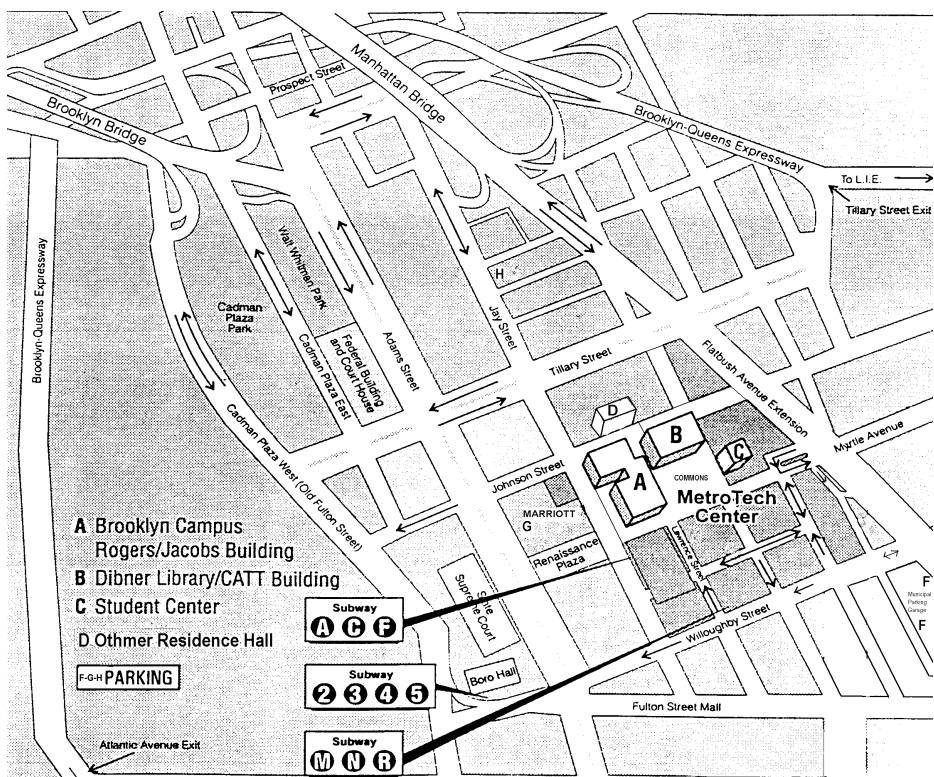 Prospect Street
Manhattan Bridge
Brooklyn Bridge
Brooklyn-Queens Expressway
To L.I.E.
Tillary Street Exit
Walt Whitman Park
Cadman
Plaza
Park
Brooklyn-Queens Expressway
Federal Building
and Court House
Cadman Plaza East
Adams Street
H
Jay Street
Tillary Street
Flatbush Avenue Extension
Cadman Plaza West (Old Fulton Street)
D
B
C
Myrtle Avenue
Johnson Street
A
COMMONS
MetroTech
Center
MARRIOTT
G
Renaissance
Plaza
Lawrence Street
A Brooklyn Campus
Rogers/Jacobs Building
B Dibner Library/CATT Building
C Student Center
D Othmer Residence Hall
F-G-H PARKING
State
Supreme Court
Willoughby Street
F
Municipal
Parking
Garage
F
Subway
A C F
Boro Hall
Subway
2 3 4 5
Fulton Street Mall
Subway
M N R
Atlantic Avenue Exit